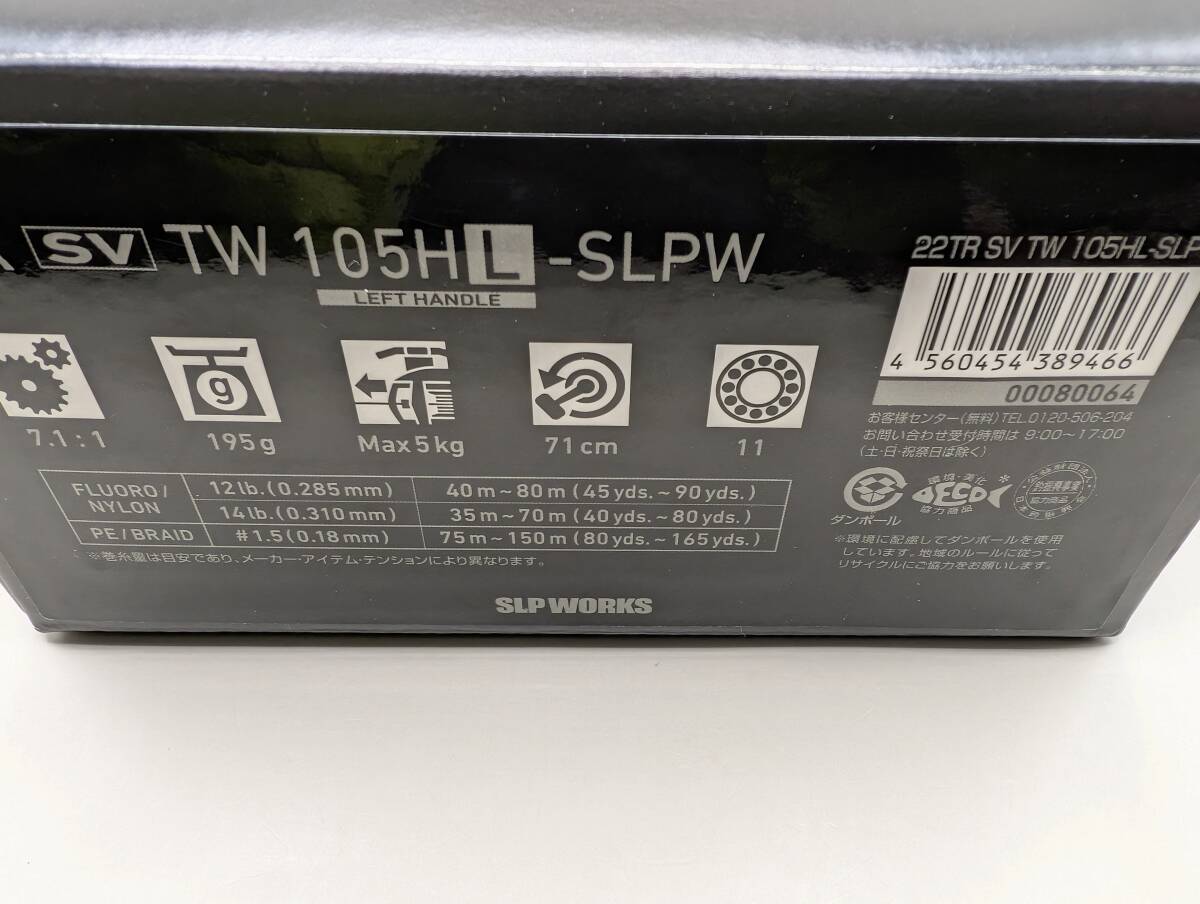 SV TW 105HL-SLPW
LEFT HANDLE
22TR SV TW 105HL-SLP
4 560454 389466
00080064
お客様センター(無料)TEL.0120-506-204
お問い合わせ受付時間は 9:00~17:00
(土・日・祝祭日は除く)
g
7.1:1
195g
Max5kg
71cm
11
FLUORO/NYLON 12lb.(0.285mm) 40m~80m(45yds.~90yds.)
14lb.(0.310mm) 35m~70m(40yds.~80yds.)
PE/BRAID #1.5(0.18mm) 75m~150m(80yds.~165yds.)
※巻糸量は目安であり、メーカー・アイテム・テンションにより異なります。
ダンボール
環境・美化
ECO
協力商品
※環境に配慮してダンボールを使用
しています。地域のルールに従って
リサイクルにご協力をお願いします。
SLPWORKS